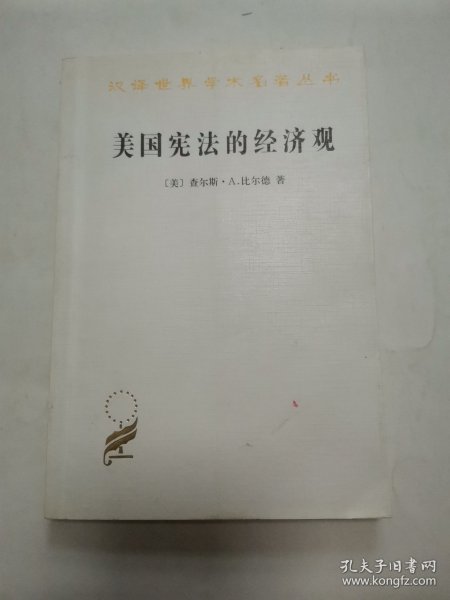 汉译世界学术名著丛书
美国宪法的经济观
〔美〕查尔斯·A.比尔德 著
孔夫子旧书网
www.kongfz.com